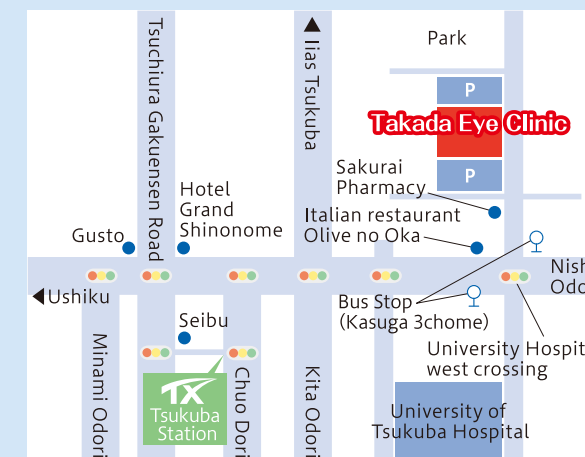 Park
P
Takada Eye Clinic
P
Tsuchiura Gakuensen Road
▲ Iias Tsukuba
Sakurai
Pharmacy
Hotel
Grand
Shinonome
Italian restaurant
Olive no Oka
Gusto
◀Ushiku
Nish
Odo
Bus Stop
(Kasuga 3chome)
Seibu
University Hospit
west crossing
Minami Odori
TX
Tsukuba
Station
Chuo Dori
Kita Odori
University of
Tsukuba Hospital